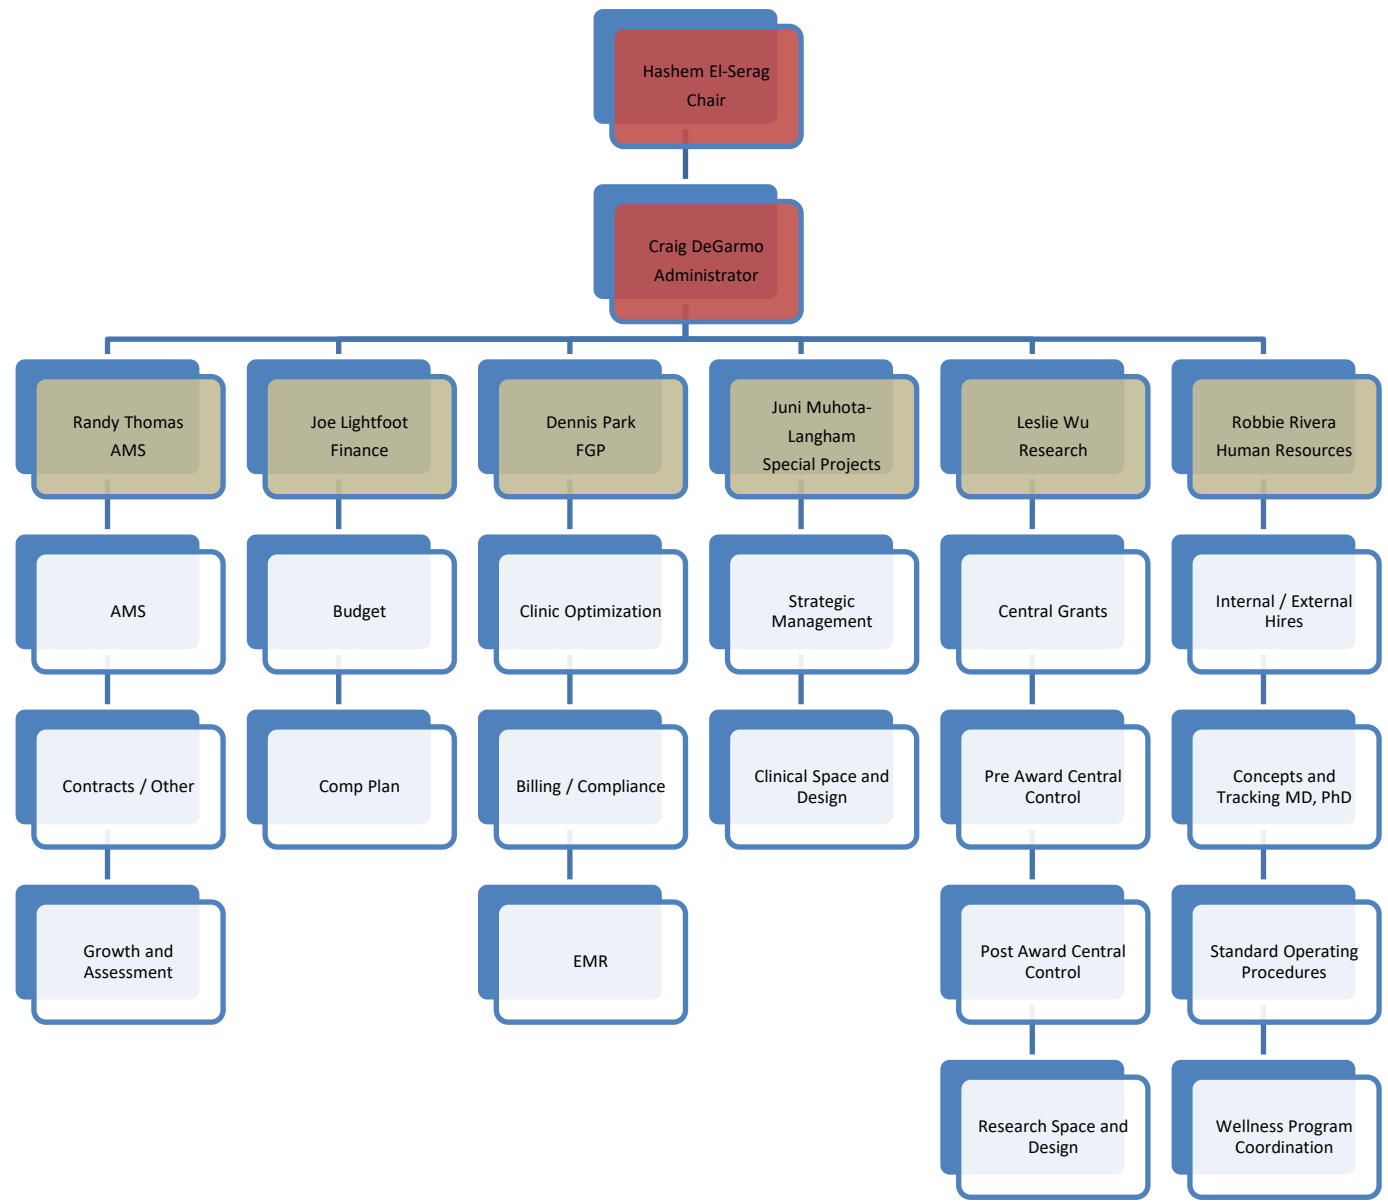 Hashem El-Serag
Chair
Craig DeGarmo
Administrator
Randy Thomas
AMS
Joe Lightfoot
Finance
Dennis Park
FGP
Juni Muhota-
Langham
Special Projects
Leslie Wu
Research
Robbie Rivera
Human Resources
AMS
Budget
Clinic Optimization
Strategic
Management
Central Grants
Internal / External
Hires
Contracts / Other
Comp Plan
Billing / Compliance
Clinical Space and
Design
Pre Award Central
Control
Concepts and
Tracking MD, PhD
Growth and
Assessment
EMR
Post Award Central
Control
Standard Operating
Procedures
Research Space and
Design
Wellness Program
Coordination